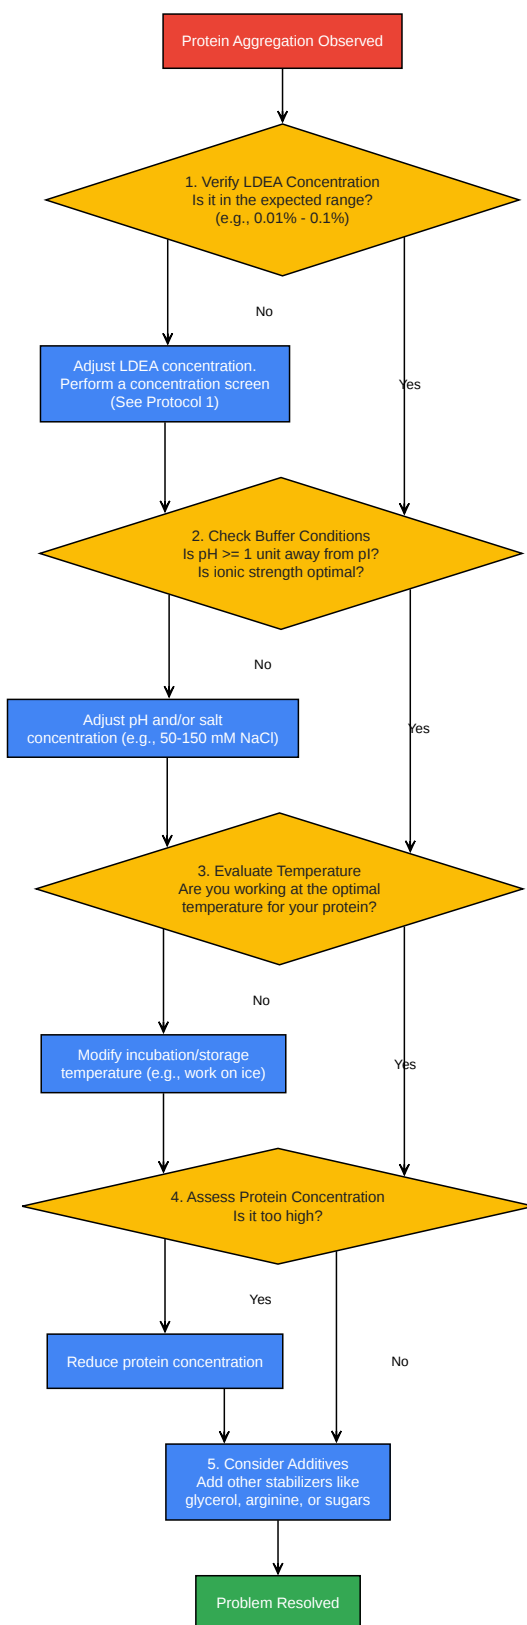 Protein Aggregation Observed
1. Verify LDEA Concentration
Is it in the expected range?
(e.g., 0.01% - 0.1%)
No
Adjust LDEA concentration.
Perform a concentration screen
(See Protocol 1)
Yes
2. Check Buffer Conditions
Is pH >= 1 unit away from pI?
Is ionic strength optimal?
No
Adjust pH and/or salt
concentration (e.g., 50-150 mM NaCl)
Yes
3. Evaluate Temperature
Are you working at the optimal
temperature for your protein?
No
Modify incubation/storage
temperature (e.g., work on ice)
Yes
4. Assess Protein Concentration
Is it too high?
Yes
Reduce protein concentration
No
5. Consider Additives
Add other stabilizers like
glycerol, arginine, or sugars
Problem Resolved